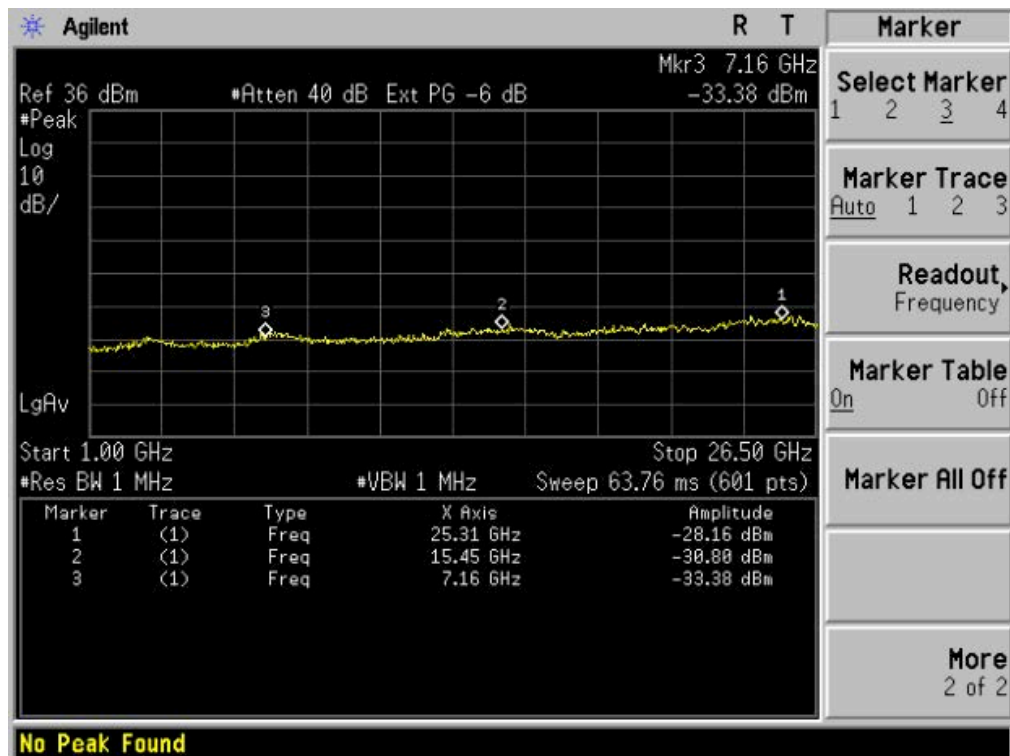 Agilent R T
Mkr3 7.16 GHz
Ref 36 dBm #Atten 40 dB Ext PG -6 dB -33.38 dBm
#Peak
Log
10
dB/
3
2
1
LgAv
Start 1.00 GHz Stop 26.50 GHz
#Res BW 1 MHz #VBW 1 MHz Sweep 63.76 ms (601 pts)
Marker Trace Type X Axis Amplitude
1 (1) Freq 25.31 GHz -28.16 dBm
2 (1) Freq 15.45 GHz -30.80 dBm
3 (1) Freq 7.16 GHz -33.38 dBm
No Peak Found
Marker
Select Marker
1 2 3 4
Marker Trace
Auto 1 2 3
Readout
Frequency
Marker Table
On Off
Marker All Off
More
2 of 2